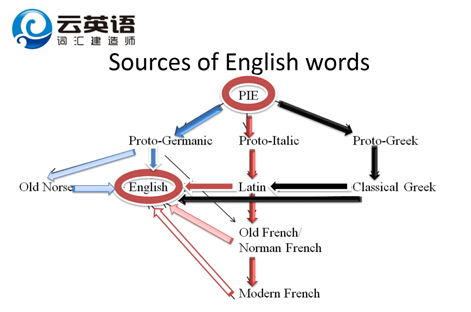 云英语
词汇建造师
Sources of English words
PIE
Proto-Germanic Proto-Italic Proto-Greek
Old Norse English Latin Classical Greek
Old French/
Norman French
Modern French